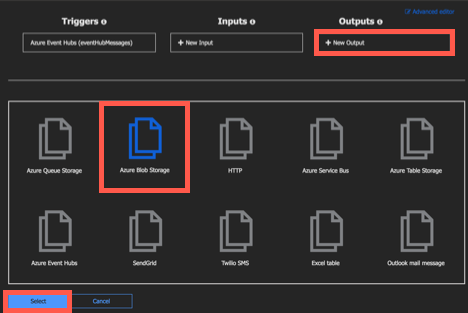 Advanced editor
Triggers
Inputs
Outputs
Azure Event Hubs (eventHubMessages)
+ New Input
+ New Output
Azure Queue Storage
Azure Blob Storage
HTTP
Azure Service Bus
Azure Table Storage
Azure Event Hubs
SendGrid
Twilio SMS
Excel table
Outlook mail message
Select
Cancel